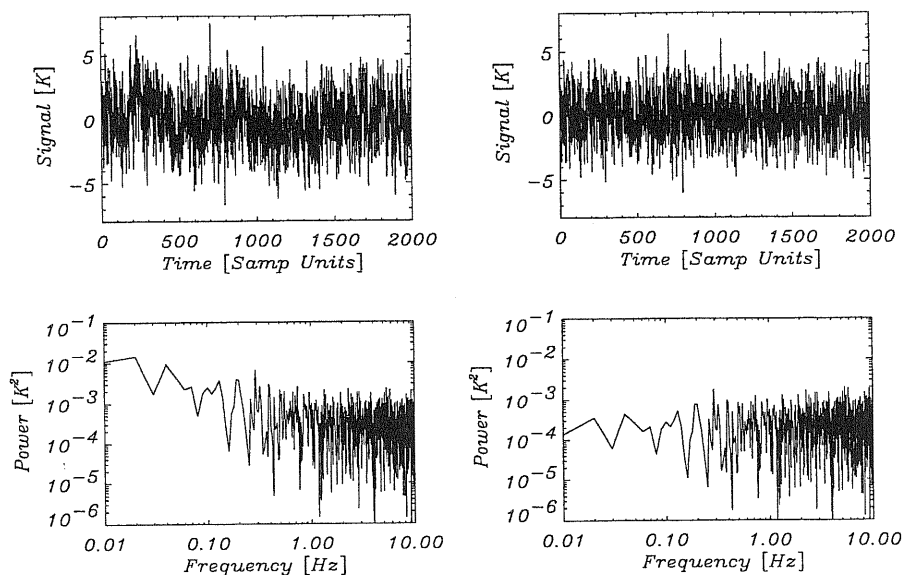 Signal [K]
5
0
−5
0 500 1000 1500 2000
Time [Samp Units]
Signal [K]
5
0
−5
0 500 1000 1500 2000
Time [Samp Units]
Power [K²]
10⁻¹
10⁻²
10⁻³
10⁻⁴
10⁻⁵
10⁻⁶
0.01 0.10 1.00 10.00
Frequency [Hz]
Power [K²]
10⁻¹
10⁻²
10⁻³
10⁻⁴
10⁻⁵
10⁻⁶
0.01 0.10 1.00 10.00
Frequency [Hz]